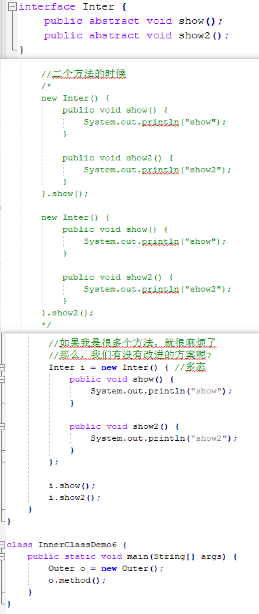 interface Inter {
public abstract void show();
public abstract void show2();
}
//二个方法的时候
/*
new Inter() {
public void show() {
System.out.println("show");
}
public void show2() {
System.out.println("show2");
}
}.show();
new Inter() {
public void show() {
System.out.println("show");
}
public void show2() {
System.out.println("show2");
}
}.show2();
*/
//如果我是很多个方法，就很麻烦了
//那么，我们有没有改进的方案呢?
Inter i = new Inter() { //多态
public void show() {
System.out.println("show");
}
public void show2() {
System.out.println("show2");
}
};
i.show();
i.show2();
}
}
class InnerClassDemo6 {
public static void main(String[] args) {
Outer o = new Outer();
o.method();
}
}